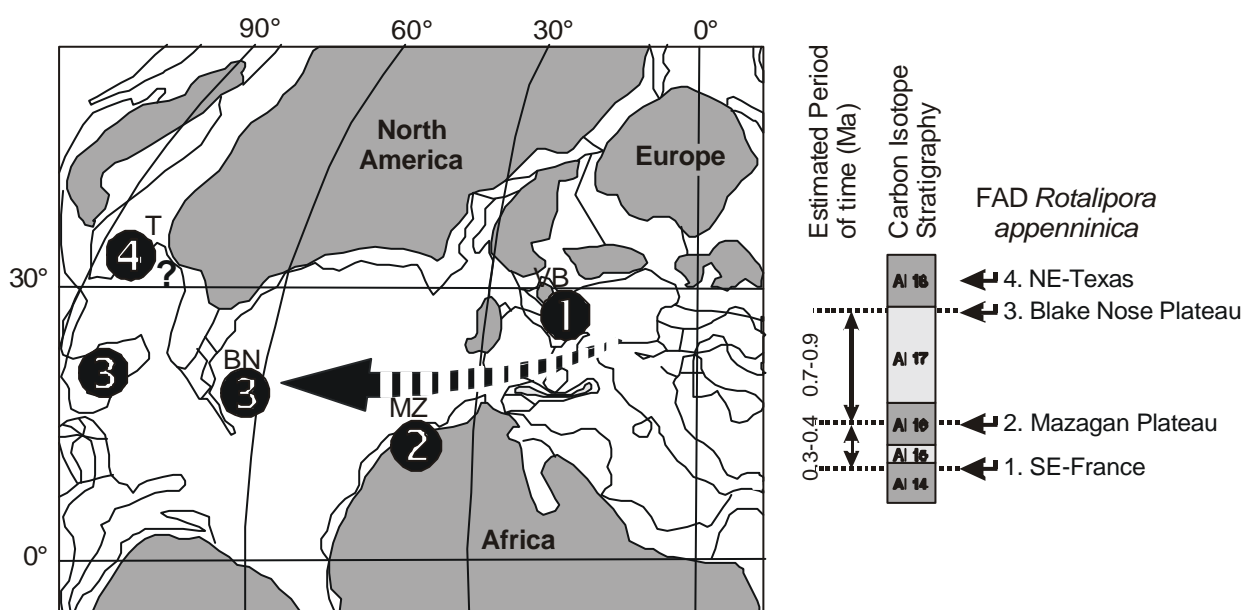 90°
60°
30°
0°
North
America
Europe
T
4
?
30°
VB
1
3
BN
3
MZ
2
Africa
0°
Estimated Period
of time (Ma)
Carbon Isotope
Stratigraphy
FAD Rotalipora
appenninica
Al 18
4. NE-Texas
3. Blake Nose Plateau
0.7-0.9
Al 17
Al 16
2. Mazagan Plateau
0.3-0.4
Al 15
1. SE-France
Al 14